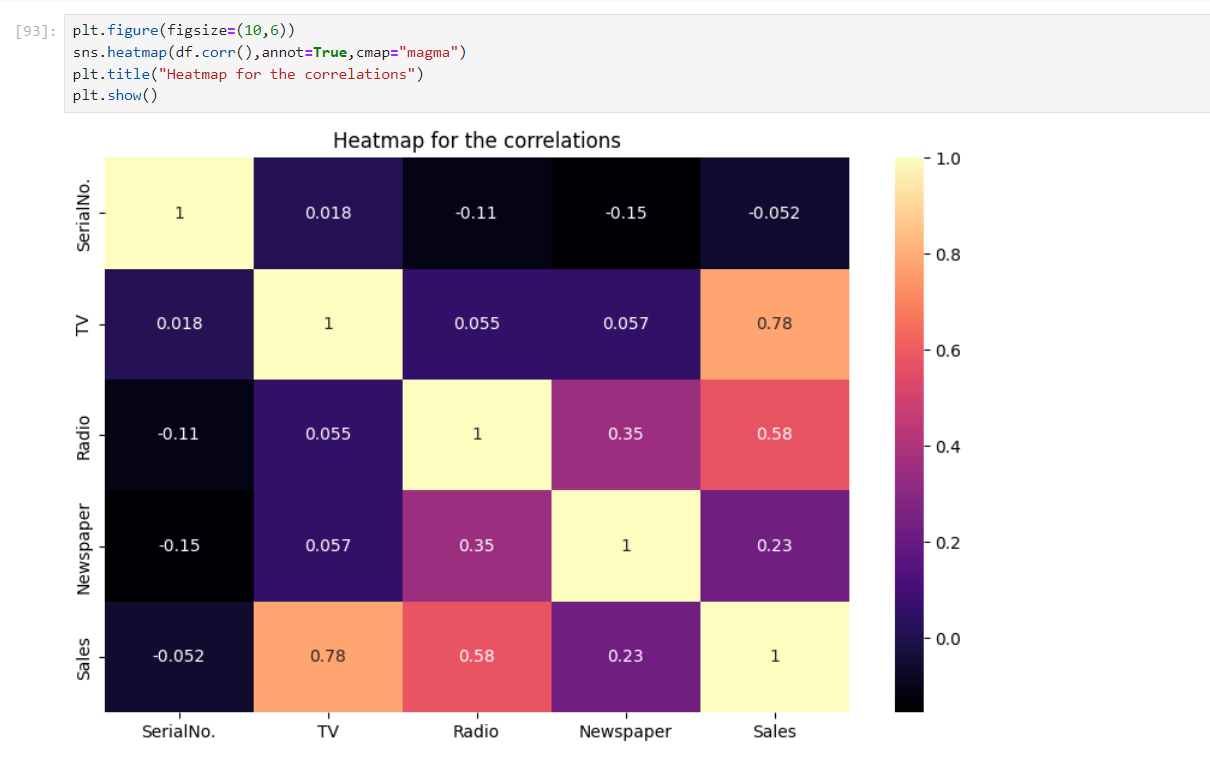 [93]:
plt.figure(figsize=(10,6))
sns.heatmap(df.corr(),annot=True,cmap="magma")
plt.title("Heatmap for the correlations")
plt.show()
Heatmap for the correlations
SerialNo. 1 0.018 -0.11 -0.15 -0.052
TV 0.018 1 0.055 0.057 0.78
Radio -0.11 0.055 1 0.35 0.58
Newspaper -0.15 0.057 0.35 1 0.23
Sales -0.052 0.78 0.58 0.23 1
SerialNo. TV Radio Newspaper Sales
1.0
0.8
0.6
0.4
0.2
0.0